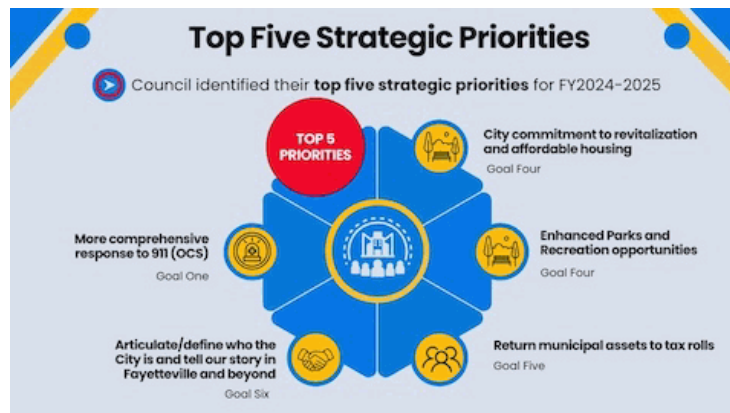 Top Five Strategic Priorities
Council identified their top five strategic priorities for FY2024-2025
TOP 5
PRIORITIES
City commitment to revitalization
and affordable housing
Goal Four
Enhanced Parks and
Recreation opportunities
Goal Four
Return municipal assets to tax rolls
Goal Five
Articulate/define who the
City is and tell our story in
Fayetteville and beyond
Goal Six
More comprehensive
response to 911 (OCS)
Goal One